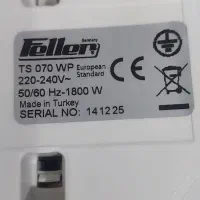 Germany
Feller
TS 070 WP European
220-240V~ Standard
50/60 Hz-1800 W
Made in Turkey
SERIAL NO: 141225